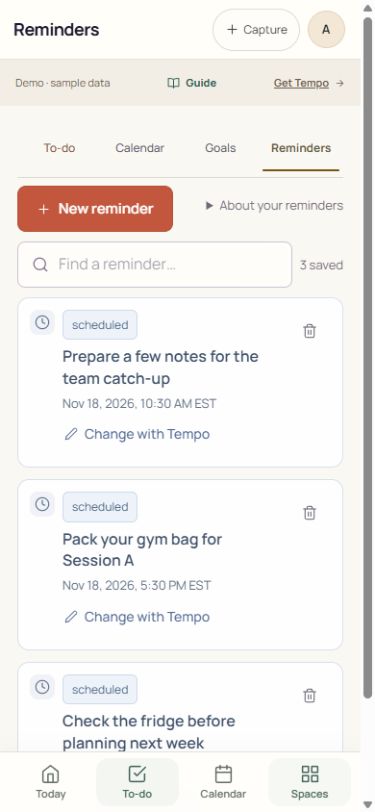 Reminders
+ Capture
A
Demo · sample data
Guide
Get Tempo →
To-do
Calendar
Goals
Reminders
+ New reminder
▶ About your reminders
Find a reminder...
3 saved
scheduled
Prepare a few notes for the
team catch-up
Nov 18, 2026, 10:30 AM EST
Change with Tempo
scheduled
Pack your gym bag for
Session A
Nov 18, 2026, 5:30 PM EST
Change with Tempo
scheduled
Check the fridge before
planning next week
Today
To-do
Calendar
Spaces